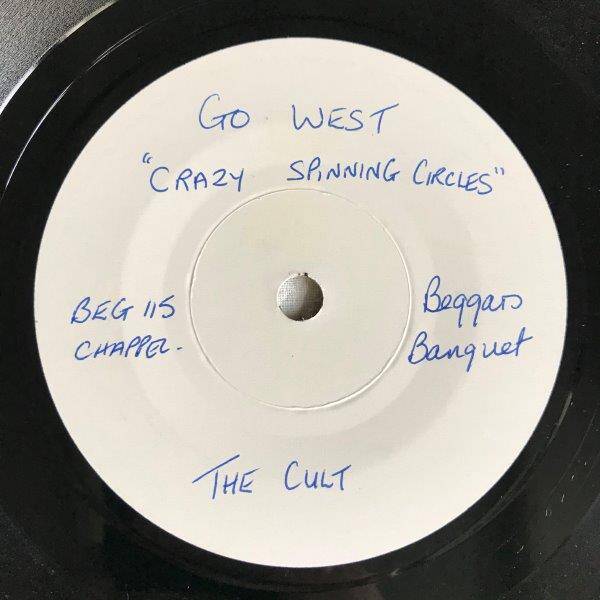 GO WEST
"CRAZY SPINNING CIRCLES"
BEG 115
CHAPPEL.
Beggars
Banquet
THE CULT